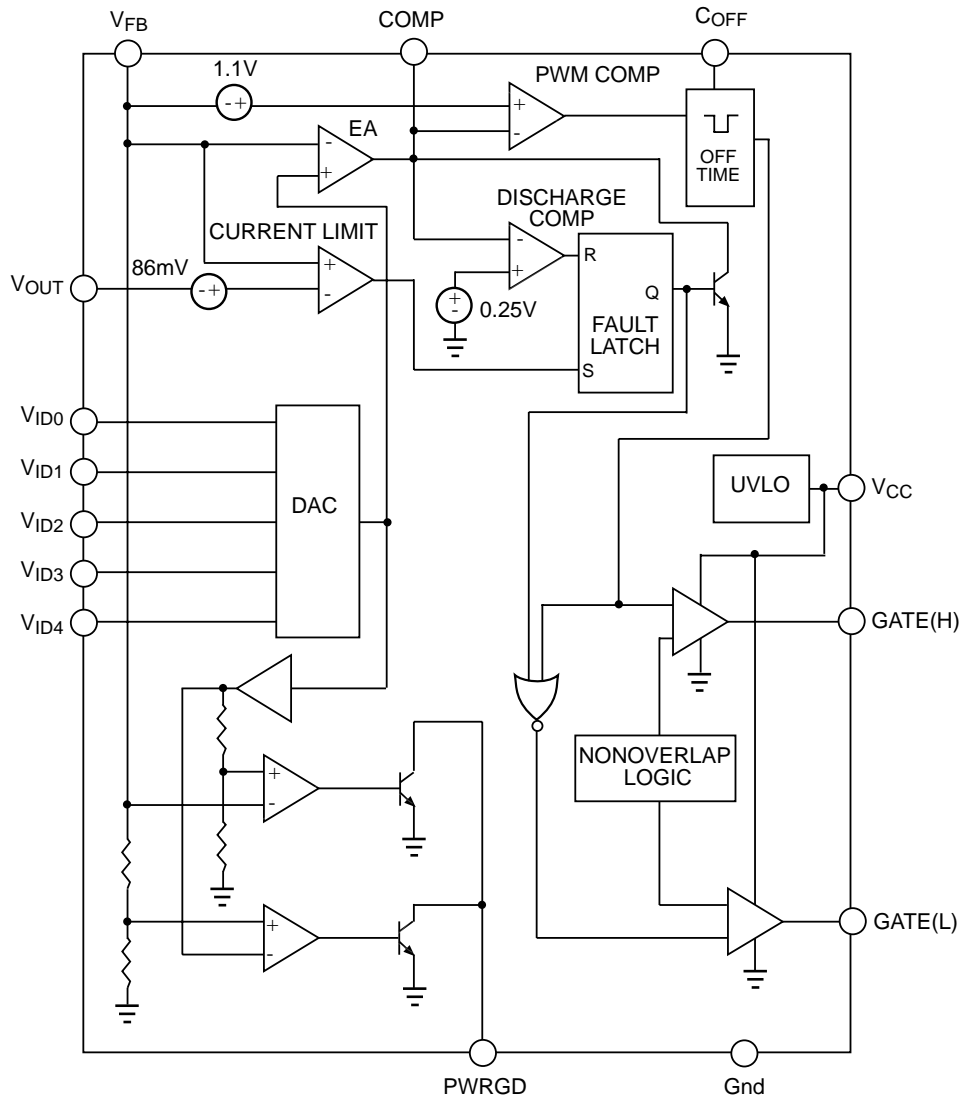 VFB
COMP
COFF
1.1V
PWM COMP
- +
+
-
EA
-
+
OFF
TIME
DISCHARGE
COMP
CURRENT LIMIT
-
+
R
86mV
+
-
VOUT
- +
+
-
0.25V
Q
FAULT
LATCH
S
VID0
VID1
VID2
VID3
VID4
DAC
UVLO
VCC
GATE(H)
NONOVERLAP
LOGIC
+
-
+
-
GATE(L)
PWRGD
Gnd